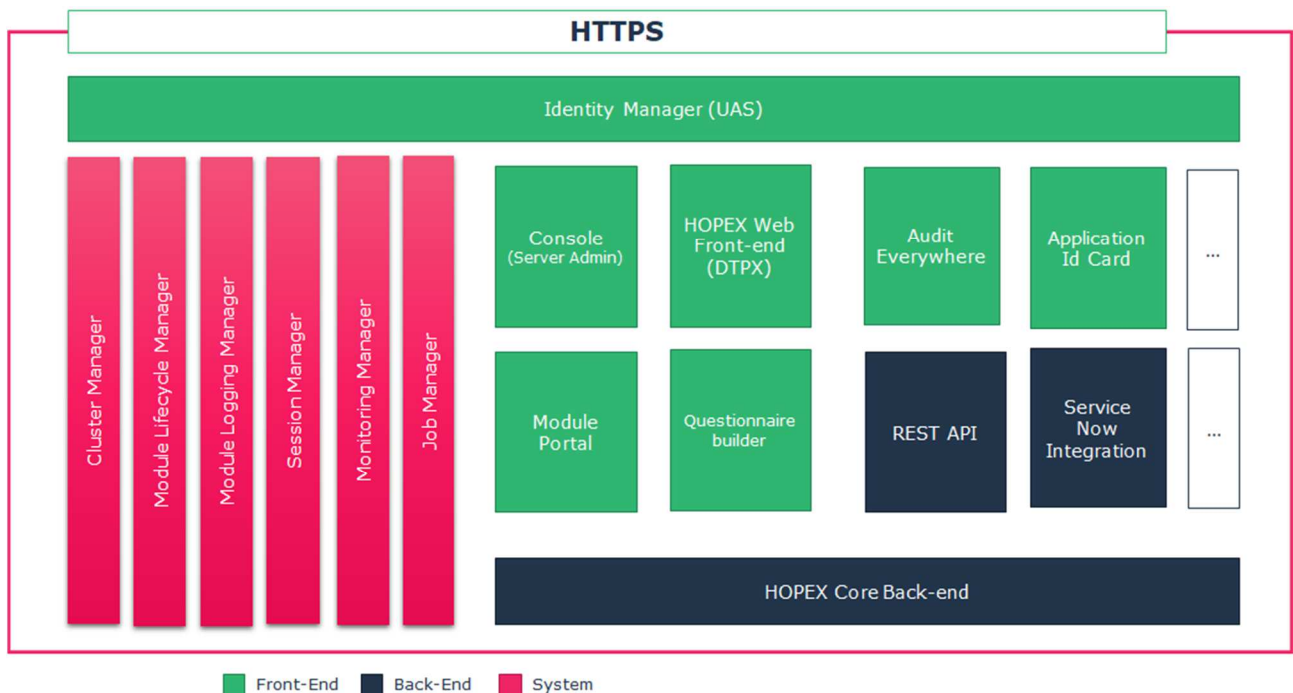 HTTPS
Identity Manager (UAS)
Cluster Manager
Module Lifecycle Manager
Module Logging Manager
Session Manager
Monitoring Manager
Job Manager
Console
(Server Admin)
HOPEX Web
Front-end
(DTPX)
Audit
Everywhere
Application
Id Card
...
Module
Portal
Questionnaire
builder
REST API
Service
Now
Integration
...
HOPEX Core Back-end
Front-End
Back-End
System